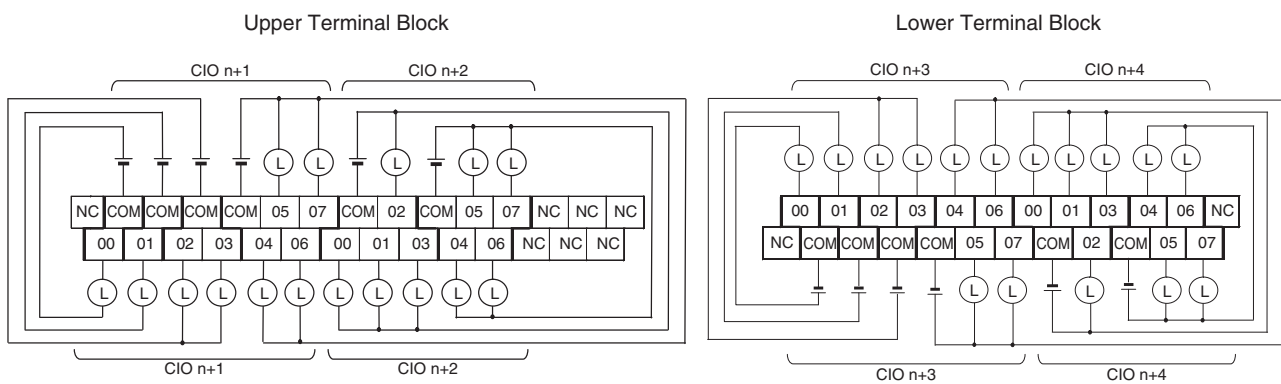 Upper Terminal Block
Lower Terminal Block
CIO n+1 CIO n+2
CIO n+3 CIO n+4
L L L L L
NC COM COM COM COM 05 07 COM 02 COM 05 07 NC NC NC
00 01 02 03 04 06 00 01 03 04 06 NC NC NC
L L L L L L L L L L L
CIO n+1 CIO n+2
L L L L L L L L L L L
00 01 02 03 04 06 00 01 03 04 06 NC
NC COM COM COM COM 05 07 COM 02 COM 05 07
L L L L L
CIO n+3 CIO n+4